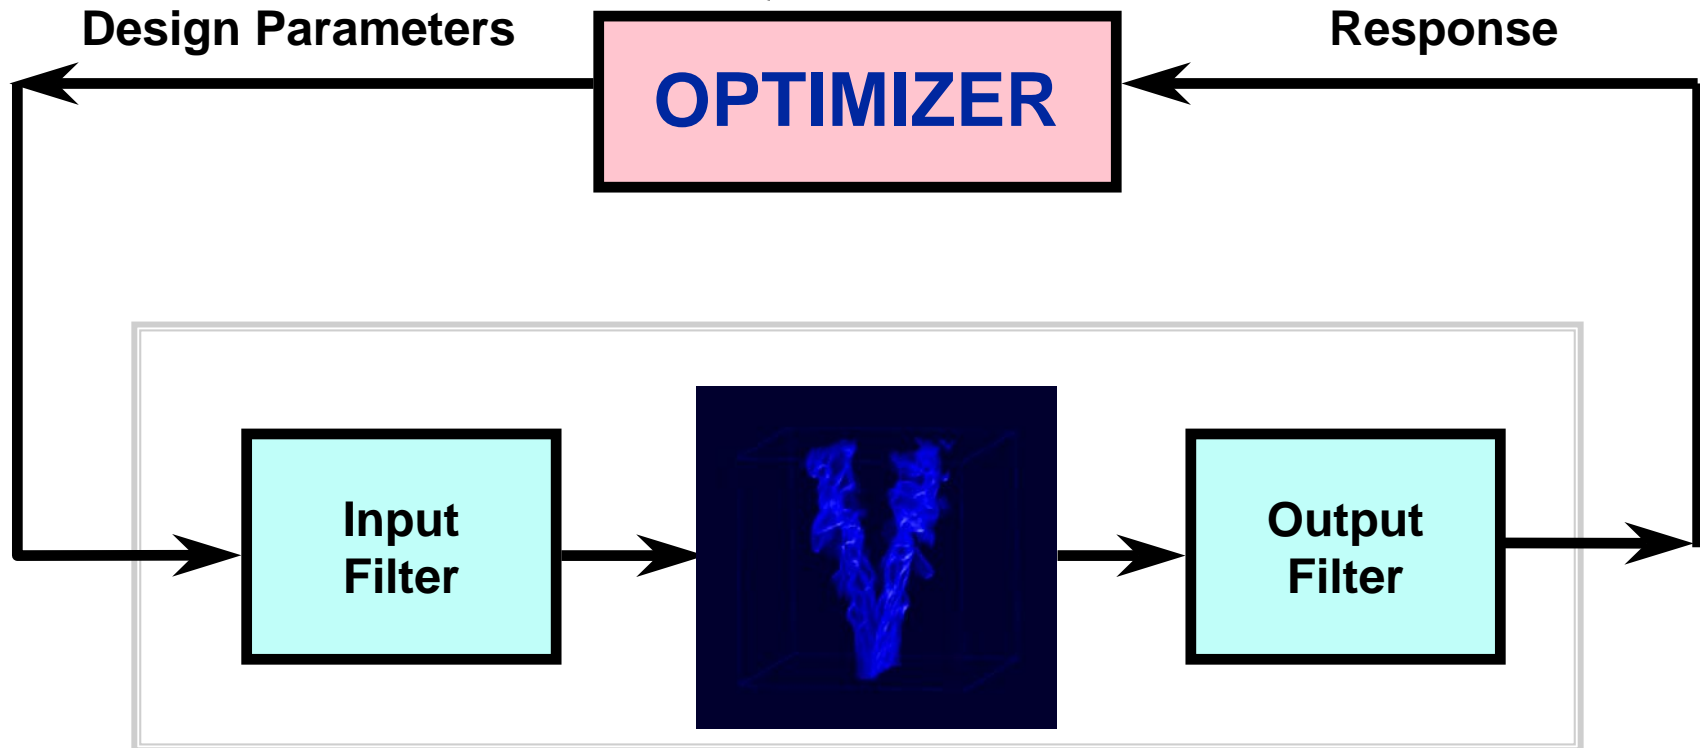 Design Parameters
OPTIMIZER
Response
Input
Filter
Output
Filter